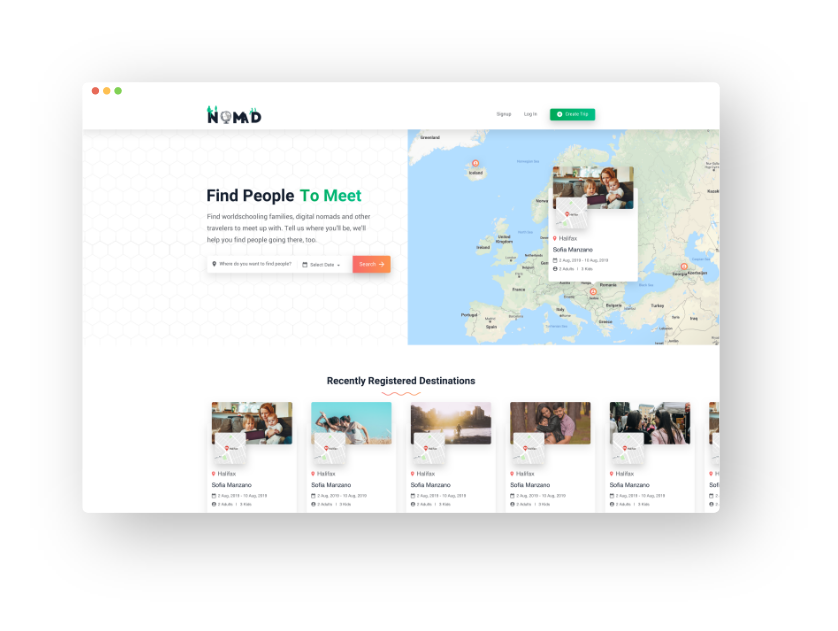 NOMAD
Signup
Log In
Create Trip
Find People To Meet
Find worldschooling families, digital nomads and other
travelers to meet up with. Tell us where you'll be, we'll
help you find people going there, too.
Where do you want to find people?
Select Date
Search
Greenland
Norwegian Sea
Iceland
United
Kingdom
Ireland
France
Portugal
Spain
Italy
Romania
Bulgaria
Greece
Turkey
Syria
Iraq
Georgia
Azerbaijan
Halifax
Sofia Manzano
2 Aug, 2019 - 10 Aug, 2019
2 Adults | 3 Kids
Recently Registered Destinations
Halifax
Sofia Manzano
2 Aug, 2019 - 10 Aug, 2019
2 Adults | 3 Kids
Halifax
Sofia Manzano
2 Aug, 2019 - 10 Aug, 2019
2 Adults | 3 Kids
Halifax
Sofia Manzano
2 Aug, 2019 - 10 Aug, 2019
2 Adults | 3 Kids
Halifax
Sofia Manzano
2 Aug, 2019 - 10 Aug, 2019
2 Adults | 3 Kids
Halifax
Sofia Manzano
2 Aug, 2019 - 10 Aug, 2019
2 Adults | 3 Kids